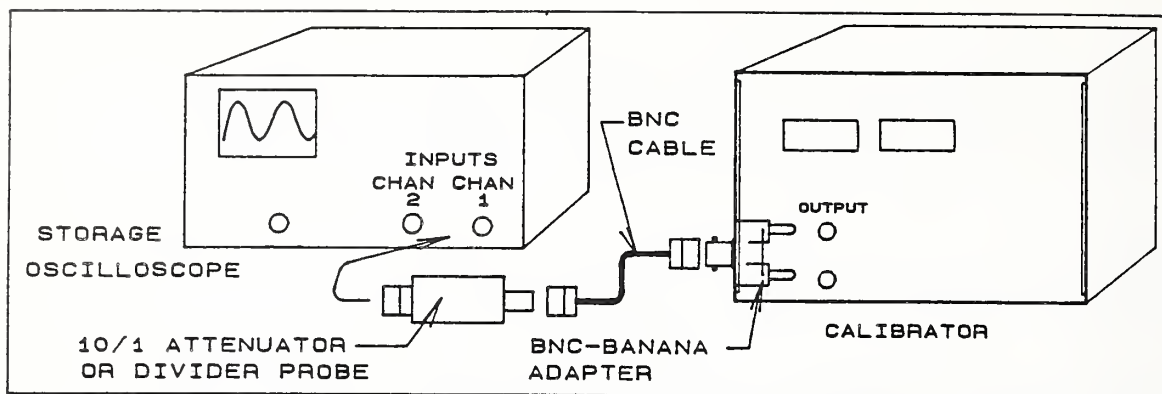 INPUTS
CHAN CHAN
2 1
STORAGE
OSCILLOSCOPE
10/1 ATTENUATOR
OR DIVIDER PROBE
BNC
CABLE
BNC-BANANA
ADAPTER
OUTPUT
CALIBRATOR